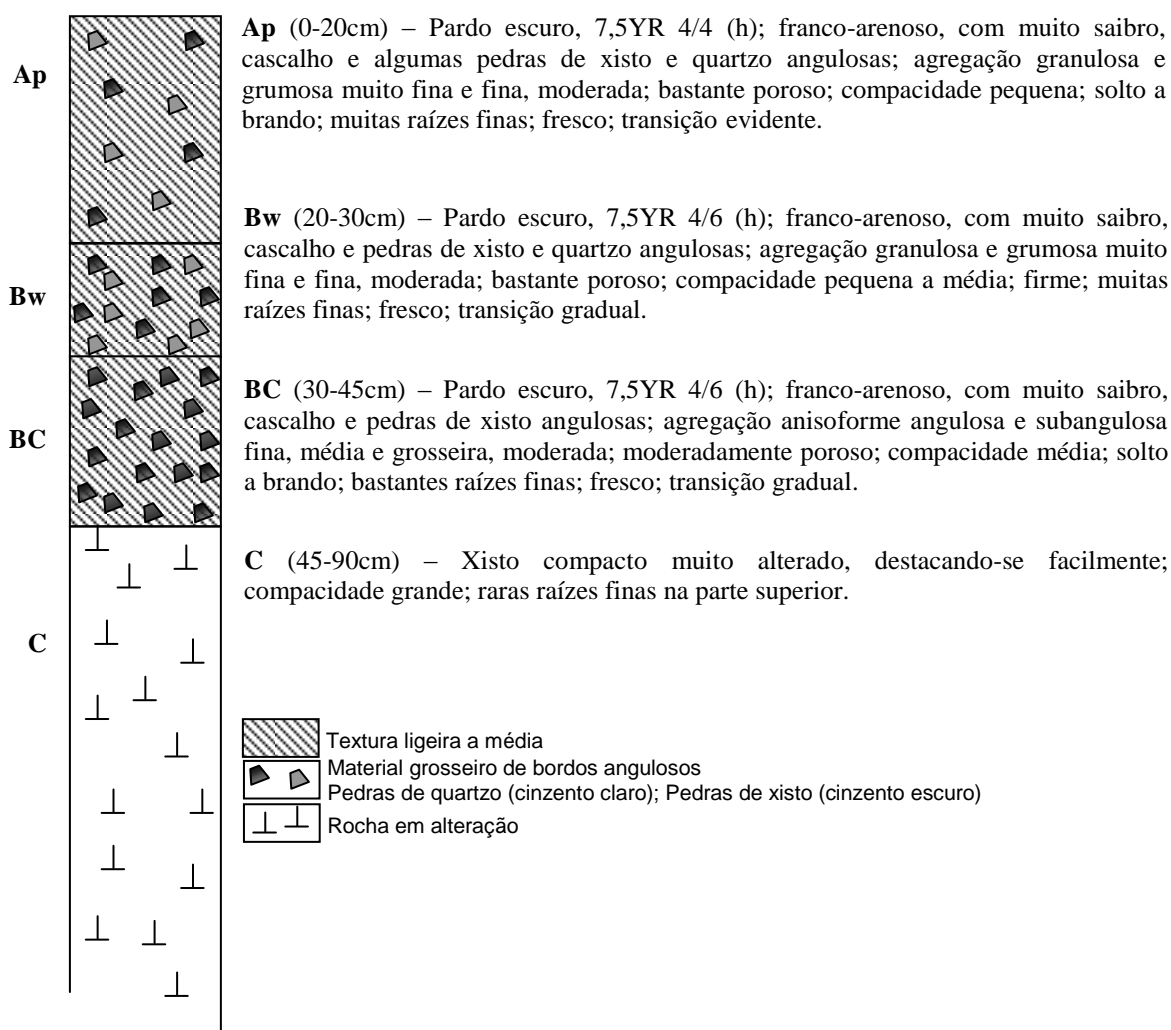 Ap
Ap (0-20cm) – Pardo escuro, 7,5YR 4/4 (h); franco-arenoso, com muito saibro,
cascalho e algumas pedras de xisto e quartzo angulosas; agregação granulosa e
grumosa muito fina e fina, moderada; bastante poroso; compacidade pequena; solto a
brando; muitas raízes finas; fresco; transição evidente.
Bw
Bw (20-30cm) – Pardo escuro, 7,5YR 4/6 (h); franco-arenoso, com muito saibro,
cascalho e pedras de xisto e quartzo angulosas; agregação granulosa e grumosa muito
fina e fina, moderada; bastante poroso; compacidade pequena a média; firme; muitas
raízes finas; fresco; transição gradual.
BC
BC (30-45cm) – Pardo escuro, 7,5YR 4/6 (h); franco-arenoso, com muito saibro,
cascalho e pedras de xisto angulosas; agregação anisoforme angulosa e subangulosa
fina, média e grosseira, moderada; moderadamente poroso; compacidade média; solto
a brando; bastantes raízes finas; fresco; transição gradual.
C
C (45-90cm) – Xisto compacto muito alterado, destacando-se facilmente;
compacidade grande; raras raízes finas na parte superior.
Textura ligeira a média
Material grosseiro de bordos angulosos
Pedras de quartzo (cinzento claro); Pedras de xisto (cinzento escuro)
Rocha em alteração